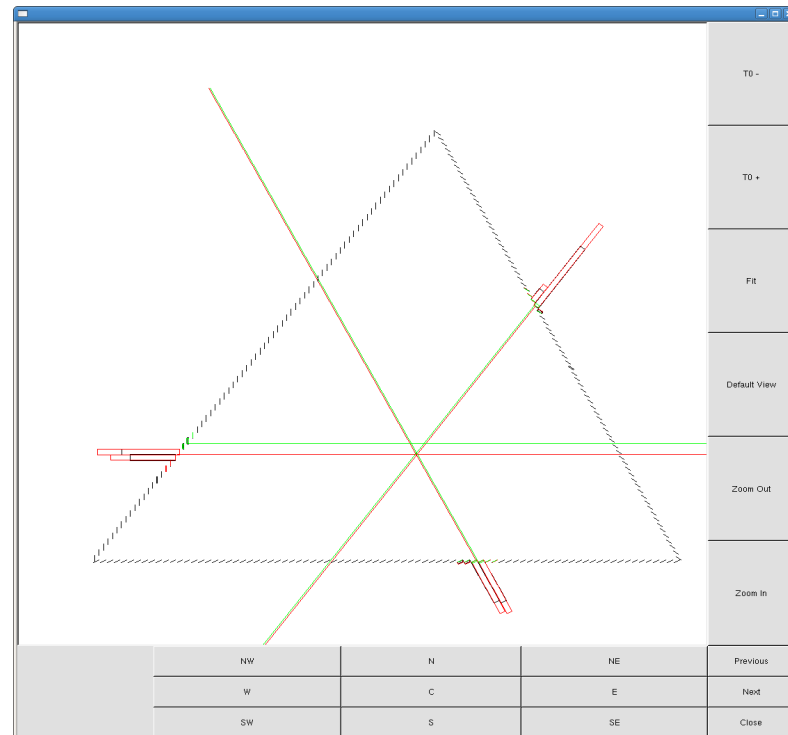 T0 -
T0 +
Fit
Default View
Zoom Out
Zoom In
NW N NE Previous
W C E Next
SW S SE Close